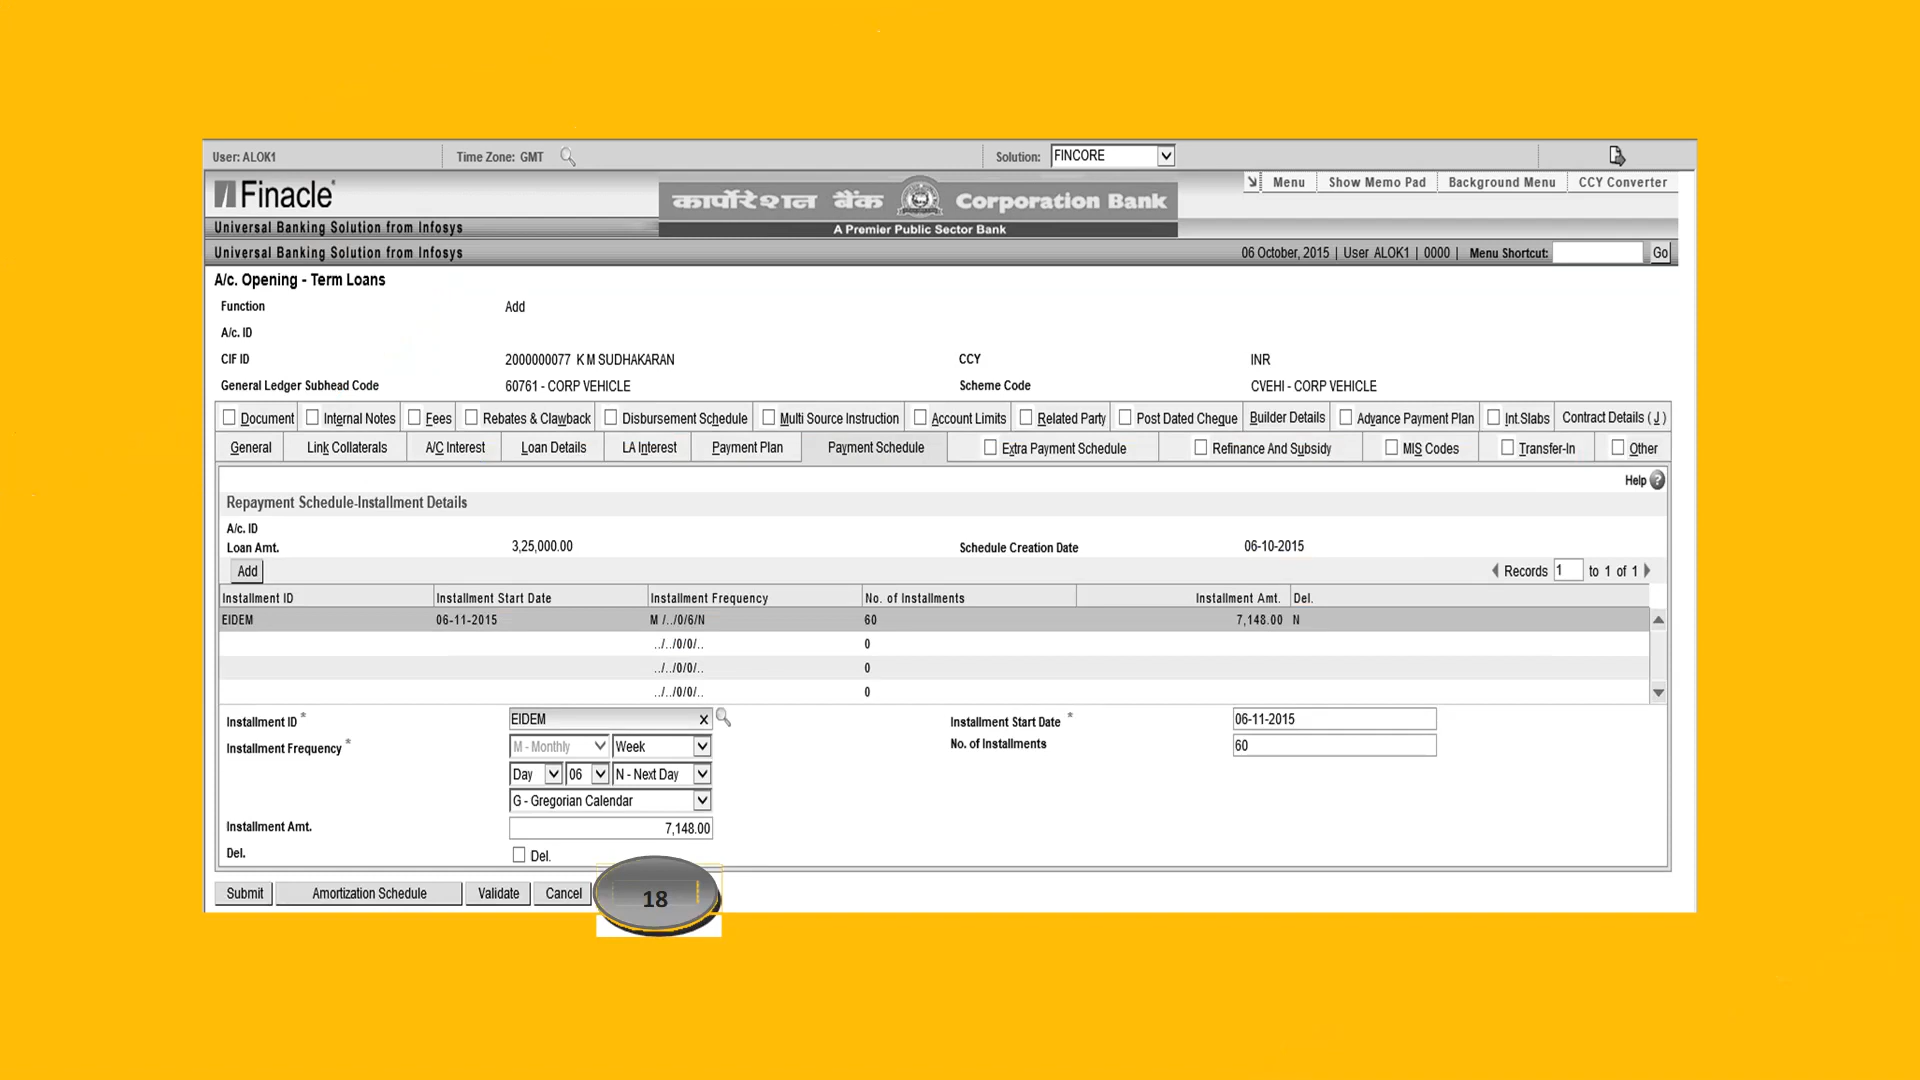 User: ALOK1 Time Zone: GMT Solution: FINCORE
Finacle
Universal Banking Solution from Infosys
कार्पोरेशन बैंक Corporation Bank
A Premier Public Sector Bank
Menu Show Memo Pad Background Menu CCY Converter
Universal Banking Solution from Infosys 06 October, 2015 | User ALOK1 | 0000 | Menu Shortcut: Go
A/c. Opening - Term Loans
Function Add
A/c. ID
CIF ID 2000000077 K M SUDHAKARAN CCY INR
General Ledger Subhead Code 60761 - CORP VEHICLE Scheme Code CVEHI - CORP VEHICLE
Document Internal Notes Fees Rebates & Clawback Disbursement Schedule Multi Source Instruction Account Limits Related Party Post Dated Cheque Builder Details Advance Payment Plan Int.Slabs Contract Details ( J )
General Link Collaterals A/C Interest Loan Details LA Interest Payment Plan Payment Schedule Extra Payment Schedule Refinance And Subsidy MIS Codes Transfer-In Other
Help ?
Repayment Schedule-Installment Details
A/c. ID
Loan Amt. 3,25,000.00 Schedule Creation Date 06-10-2015
Add Records 1 to 1 of 1
Installment ID Installment Start Date Installment Frequency No. of Installments Installment Amt. Del.
EIDEM 06-11-2015 M /../0/6/N 60 7,148.00 N
../../0/0/.. 0
../../0/0/.. 0
../../0/0/.. 0
Installment ID * EIDEM x Installment Start Date * 06-11-2015
Installment Frequency * M - Monthly Week No. of Installments 60
Day 06 N - Next Day
G - Gregorian Calendar
Installment Amt. 7,148.00
Del. Del.
Submit Amortization Schedule Validate Cancel 18